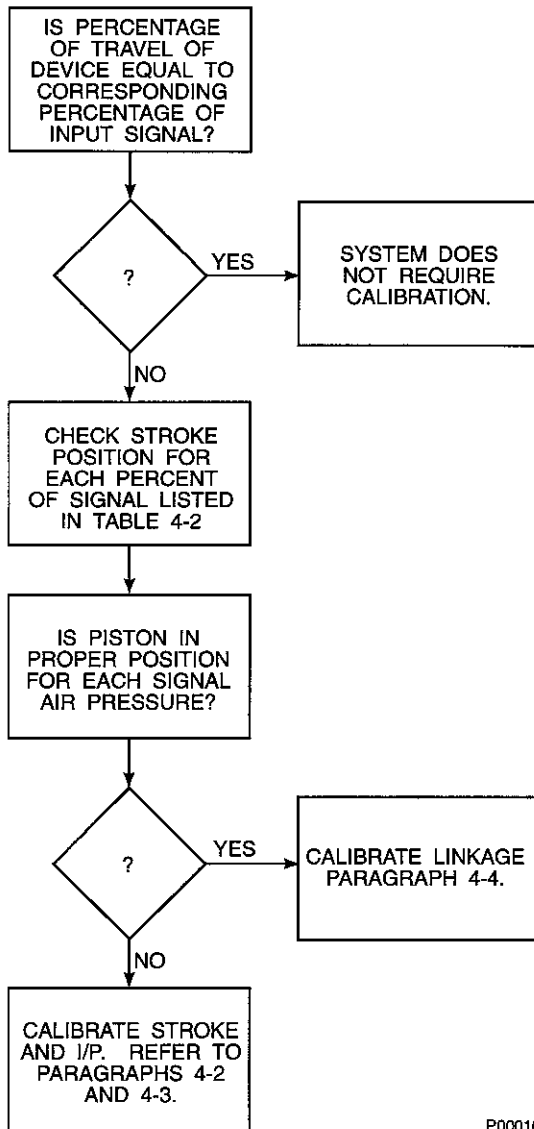 IS PERCENTAGE
OF TRAVEL OF
DEVICE EQUAL TO
CORRESPONDING
PERCENTAGE OF
INPUT SIGNAL?
?
YES
SYSTEM DOES
NOT REQUIRE
CALIBRATION.
NO
CHECK STROKE
POSITION FOR
EACH PERCENT
OF SIGNAL LISTED
IN TABLE 4-2
IS PISTON IN
PROPER POSITION
FOR EACH SIGNAL
AIR PRESSURE?
?
YES
CALIBRATE LINKAGE
PARAGRAPH 4-4.
NO
CALIBRATE STROKE
AND I/P. REFER TO
PARAGRAPHS 4-2
AND 4-3.